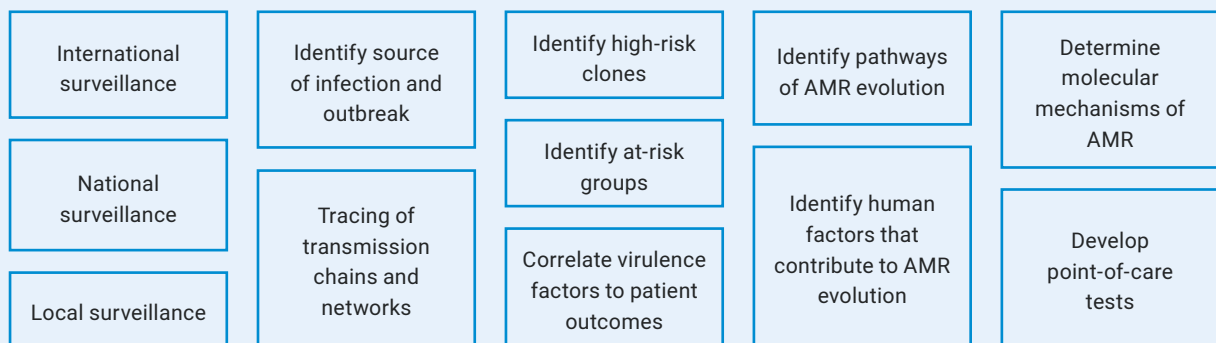 International
surveillance
National
surveillance
Local surveillance
Identify source
of infection and
outbreak
Tracing of
transmission
chains and
networks
Identify high-risk
clones
Identify at-risk
groups
Correlate virulence
factors to patient
outcomes
Identify pathways
of AMR evolution
Identify human
factors that
contribute to AMR
evolution
Determine
molecular
mechanisms of
AMR
Develop
point-of-care
tests